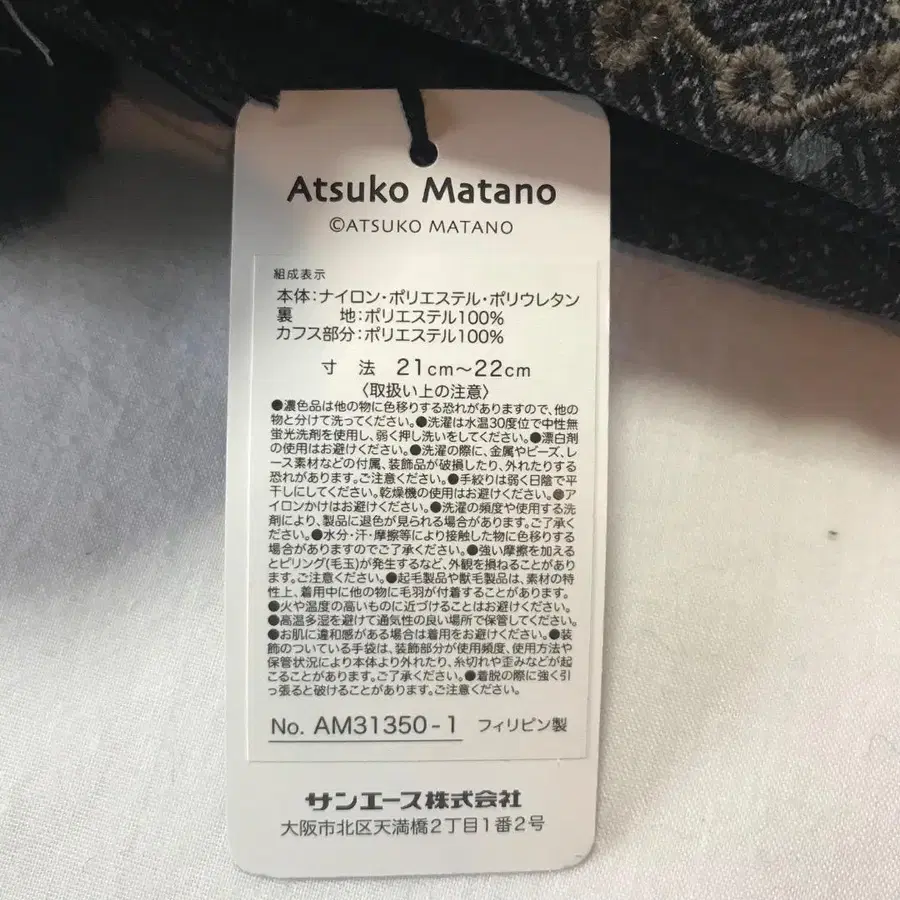 Atsuko Matano
©ATSUKO MATANO
組成表示
本体:ナイロン・ポリエステル・ポリウレタン
裏 地:ポリエステル100%
カフス部分:ポリエステル100%
寸 法 21cm~22cm
〈取扱い上の注意〉
●濃色品は他の物に色移りする恐れがありますので、他の
物と分けて洗ってください。●洗濯は水温30度位で中性無
蛍光洗剤を使用し、弱く押し洗いをしてください。●漂白剤
の使用はお避けください。●洗濯の際に、金属やビーズ、レ
ース素材などの付属、装飾品が破損したり、外れたりする
恐れがあります。ご注意ください。●手絞りは弱く日陰で平
干しにしてください。乾燥機の使用はお避けください。●ア
イロンかけはお避けください。●洗濯の頻度や使用する洗
剤により、製品に退色が見られる場合があります。ご了承く
ださい。●水分・汗・摩擦等により接触した物に色移りする
場合がありますのでご了承ください。●強い摩擦を加える
とピリング(毛玉)が発生するなど、外観を損ねることがあり
ます。ご注意ください。●起毛製品や獣毛製品は、素材の特
性上、着用中に他の物に毛羽が付着することがあります。
●火や温度の高いものに近づけることはお避けください。
●高温多湿を避けて通気性の良い場所で保管してください。
●お肌に違和感がある場合は着用をお避けください。●装
飾のついている手袋は、装飾部分が使用頻度、使用方法や
保管状況により本体より外れたり、糸切れや歪みなどが起
こることがあります。ご了承ください。●着脱の際に強く引
っ張ると破けることがあります。ご注意ください。
No. AM31350-1 フィリピン製
サンエース株式会社
大阪市北区天満橋2丁目1番2号